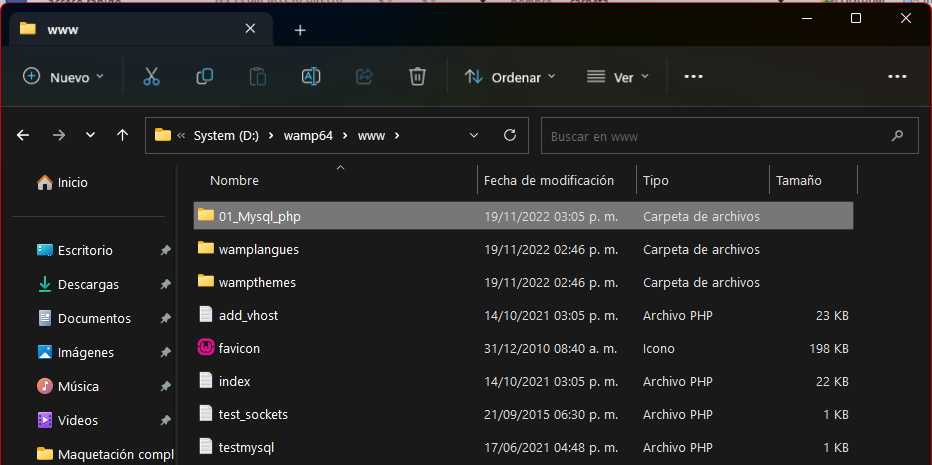 www
Nuevo
Ordenar
Ver
System (D:) wamp64 www
Buscar en www
Inicio
Escritorio
Descargas
Documentos
Imágenes
Música
Videos
Maquetación compl
Nombre Fecha de modificación Tipo Tamaño
01_Mysql_php 19/11/2022 03:05 p. m. Carpeta de archivos
wamplangues 19/11/2022 02:46 p. m. Carpeta de archivos
wampthemes 19/11/2022 02:46 p. m. Carpeta de archivos
add_vhost 14/10/2021 03:05 p. m. Archivo PHP 23 KB
favicon 31/12/2010 08:40 a. m. Icono 198 KB
index 14/10/2021 03:05 p. m. Archivo PHP 22 KB
test_sockets 21/09/2015 06:30 p. m. Archivo PHP 1 KB
testmysql 17/06/2021 04:48 p. m. Archivo PHP 1 KB